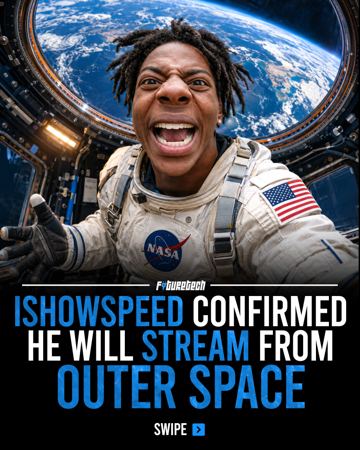 NASA
FUTURETECH
ISHOWSPEED CONFIRMED
HE WILL STREAM FROM
OUTER SPACE
SWIPE